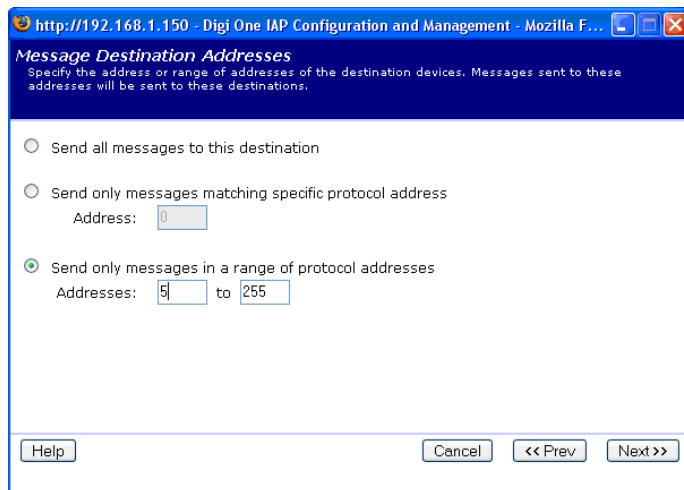 http://192.168.1.150 - Digi One IAP Configuration and Management - Mozilla F...
Message Destination Addresses
Specify the address or range of addresses of the destination devices. Messages sent to these
addresses will be sent to these destinations.
Send all messages to this destination
Send only messages matching specific protocol address
Address: 0
Send only messages in a range of protocol addresses
Addresses: 5 to 255
Help Cancel << Prev Next >>